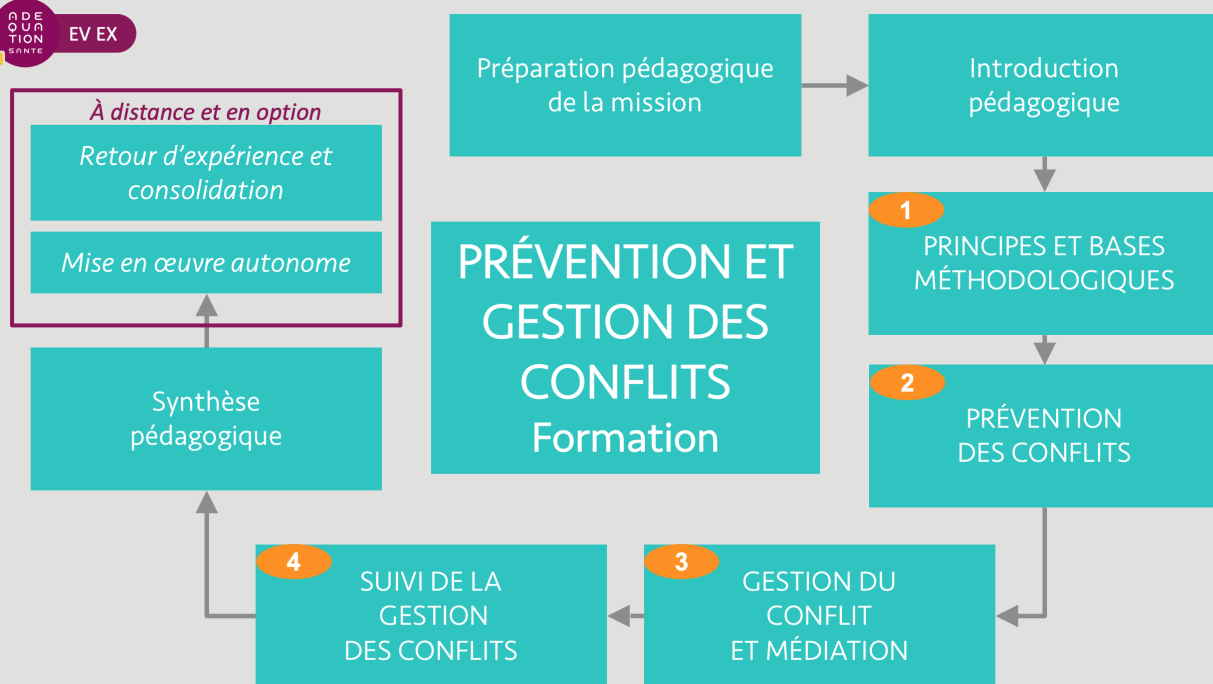 ADE
QUA
TION
SANTE
EV EX
À distance et en option
Retour d’expérience et
consolidation
Mise en œuvre autonome
Synthèse
pédagogique
Préparation pédagogique
de la mission
Introduction
pédagogique
1
PRINCIPES ET BASES
MÉTHODOLOGIQUES
2
PRÉVENTION
DES CONFLITS
PRÉVENTION ET
GESTION DES
CONFLITS
Formation
3
GESTION DU
CONFLIT
ET MÉDIATION
4
SUIVI DE LA
GESTION
DES CONFLITS